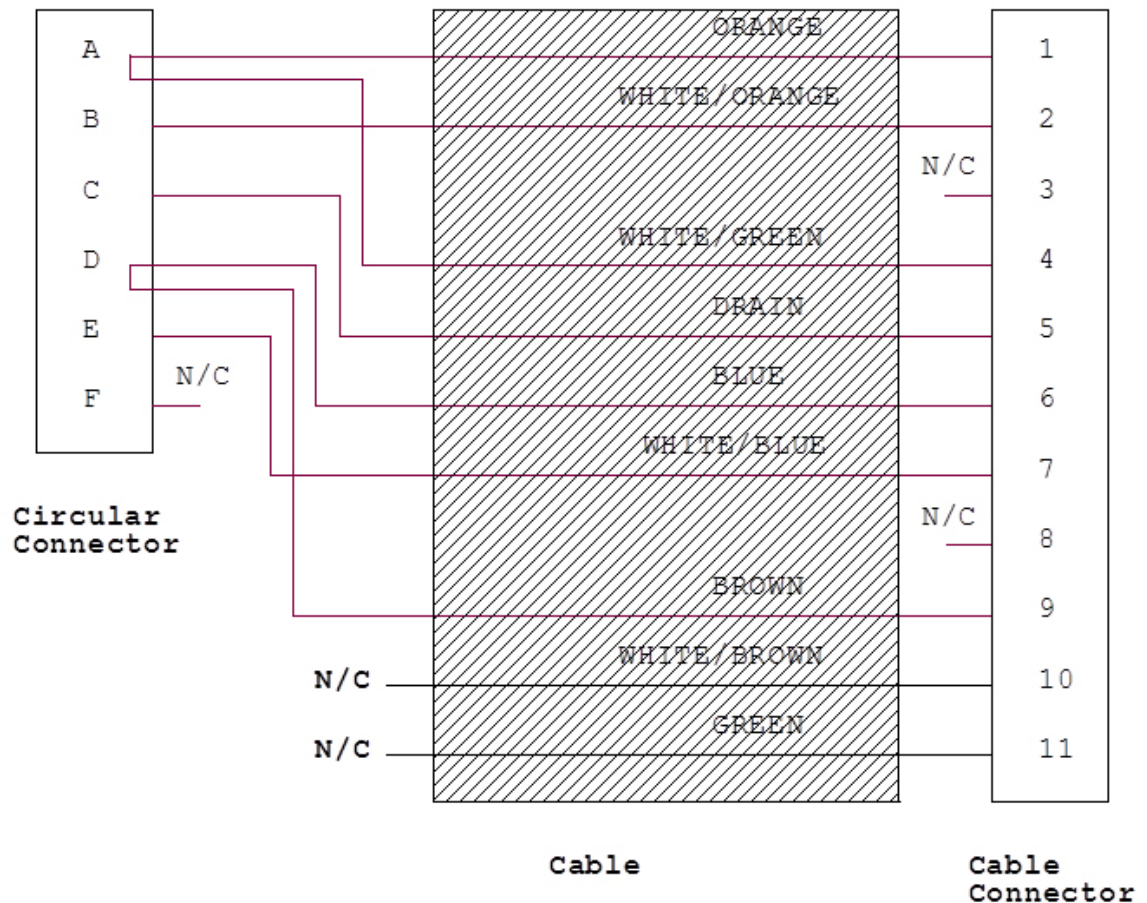 ORANGE
A
1
WHITE/ORANGE
B
2
N/C
C
3
WHITE/GREEN
D
4
DRAIN
E
5
N/C
BLUE
F
6
WHITE/BLUE
7
Circular
Connector
N/C
8
BROWN
9
WHITE/BROWN
N/C
10
GREEN
N/C
11
Cable
Cable
Connector